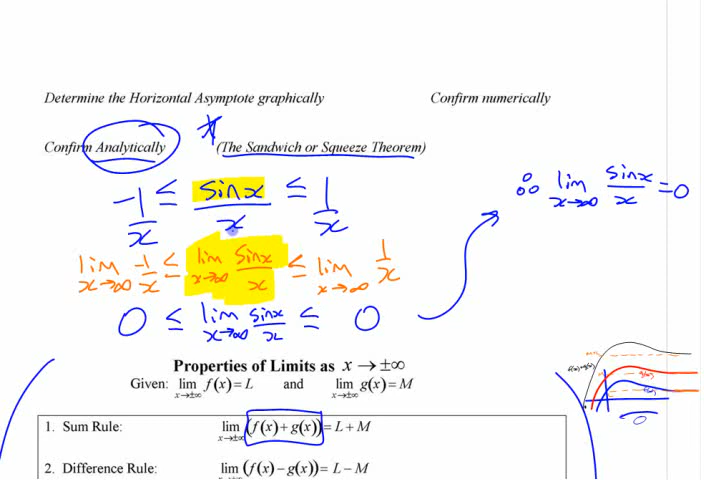 Determine the Horizontal Asymptote graphically Confirm numerically
Confirm Analytically (The Sandwich or Squeeze Theorem)
-1/x ≤ sinx/x ≤ 1/x
∴ lim x→∞ sinx/x = 0
lim x→∞ -1/x ≤ lim x→∞ sinx/x ≤ lim x→∞ 1/x
0 ≤ lim x→∞ sinx/x ≤ 0
Properties of Limits as x → ±∞
Given: lim x→±∞ f(x) = L and lim x→±∞ g(x) = M
1. Sum Rule: lim x→±∞ (f(x) + g(x)) = L + M
2. Difference Rule: lim (f(x) − g(x)) = L − M